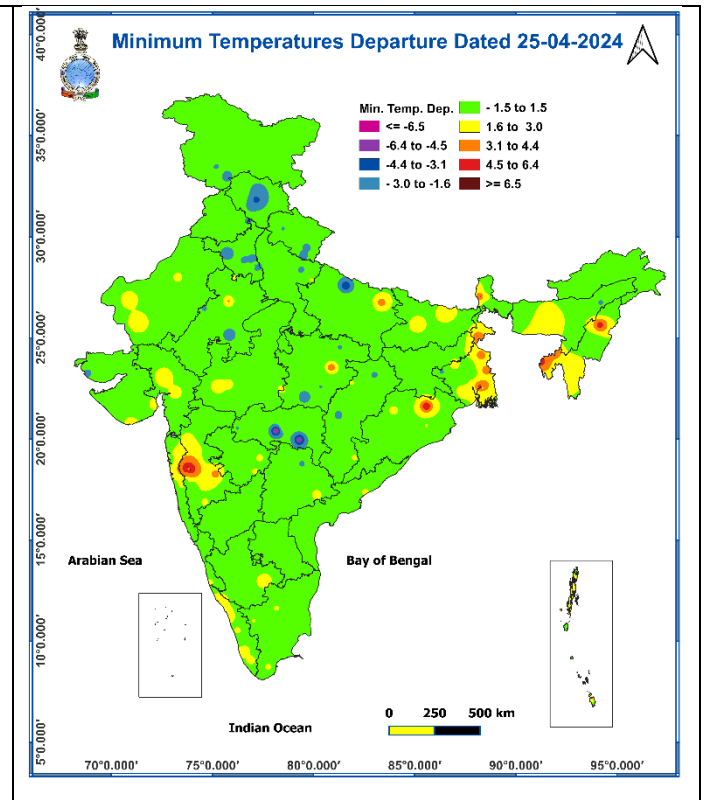 Minimum Temperatures Departure Dated 25-04-2024
Min. Temp. Dep.
<= -6.5
-6.4 to -4.5
-4.4 to -3.1
- 3.0 to -1.6
- 1.5 to 1.5
1.6 to 3.0
3.1 to 4.4
4.5 to 6.4
>= 6.5
40°0.000'
35°0.000'
30°0.000'
25°0.000'
20°0.000'
15°0.000'
10°0.000'
5°0.000'
Arabian Sea
Bay of Bengal
Indian Ocean
0 250 500 km
70°0.000' 75°0.000' 80°0.000' 85°0.000' 90°0.000' 95°0.000'